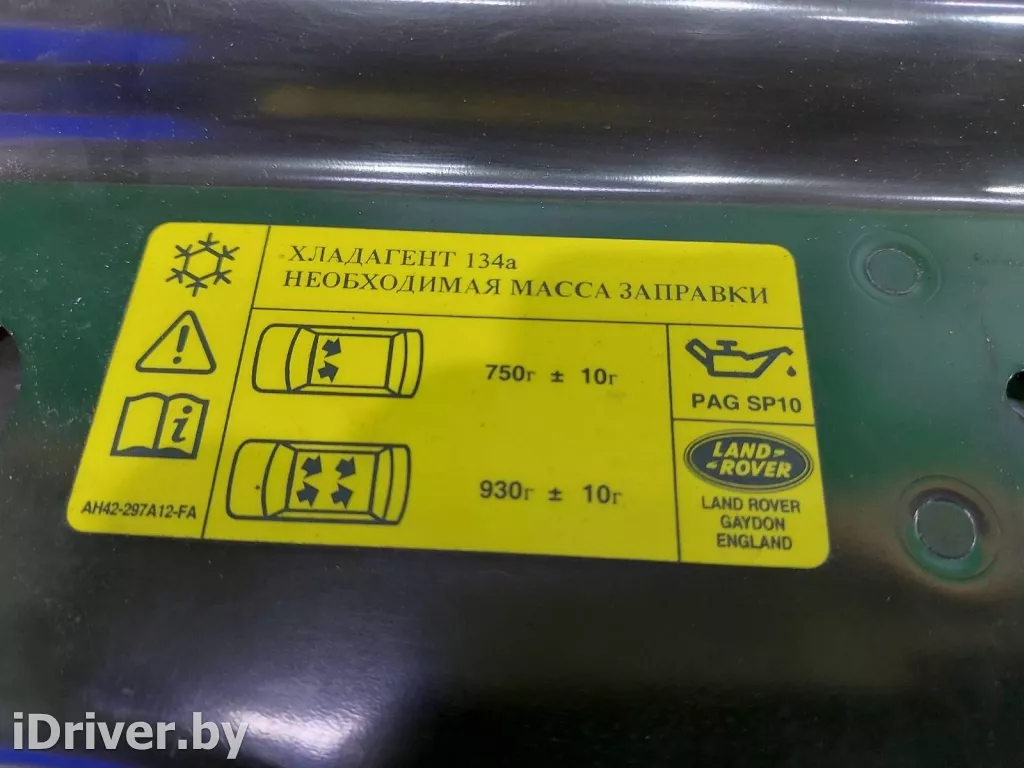 ХЛАДАГЕНТ 134а
НЕОБХОДИМАЯ МАССА ЗАПРАВКИ
750г ± 10г
PAG SP10
930г ± 10г
LAND-
-ROVER
LAND ROVER
GAYDON
ENGLAND
AH42-297A12-FA
iDriver.by